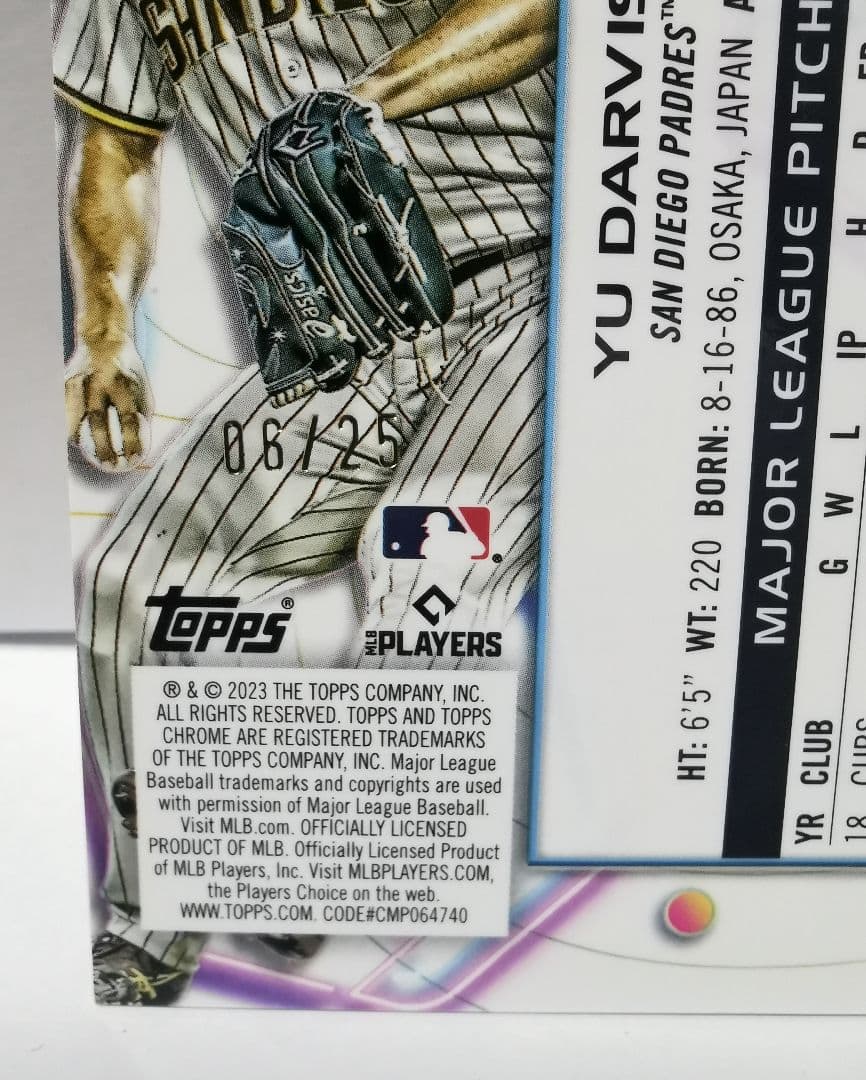 SAN DIEGO
asics
06/25
TOPPS®
MLB PLAYERS
® & © 2023 THE TOPPS COMPANY, INC.
ALL RIGHTS RESERVED. TOPPS AND TOPPS
CHROME ARE REGISTERED TRADEMARKS
OF THE TOPPS COMPANY, INC. Major League
Baseball trademarks and copyrights are used
with permission of Major League Baseball.
Visit MLB.com. OFFICIALLY LICENSED
PRODUCT OF MLB. Officially Licensed Product
of MLB Players, Inc. Visit MLBPLAYERS.COM,
the Players Choice on the web.
WWW.TOPPS.COM. CODE#CMP064740
YU DARVIS
SAN DIEGO PADRES™
HT: 6'5" WT: 220 BORN: 8-16-86, OSAKA, JAPAN A
MAJOR LEAGUE PITCH
YR CLUB G W L IP H R ER
18 CUBS